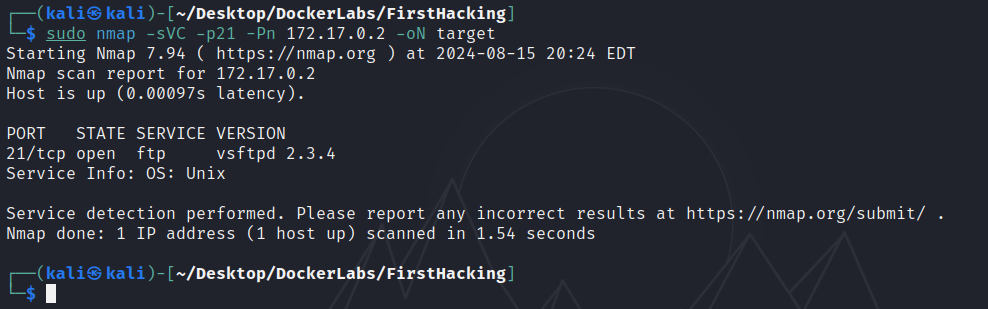 ┌──(kali㉿kali)-[~/Desktop/DockerLabs/FirstHacking]
└─$ sudo nmap -sVC -p21 -Pn 172.17.0.2 -oN target
Starting Nmap 7.94 ( https://nmap.org ) at 2024-08-15 20:24 EDT
Nmap scan report for 172.17.0.2
Host is up (0.00097s latency).

PORT   STATE SERVICE VERSION
21/tcp open  ftp     vsftpd 2.3.4
Service Info: OS: Unix

Service detection performed. Please report any incorrect results at https://nmap.org/submit/ .
Nmap done: 1 IP address (1 host up) scanned in 1.54 seconds

┌──(kali㉿kali)-[~/Desktop/DockerLabs/FirstHacking]
└─$